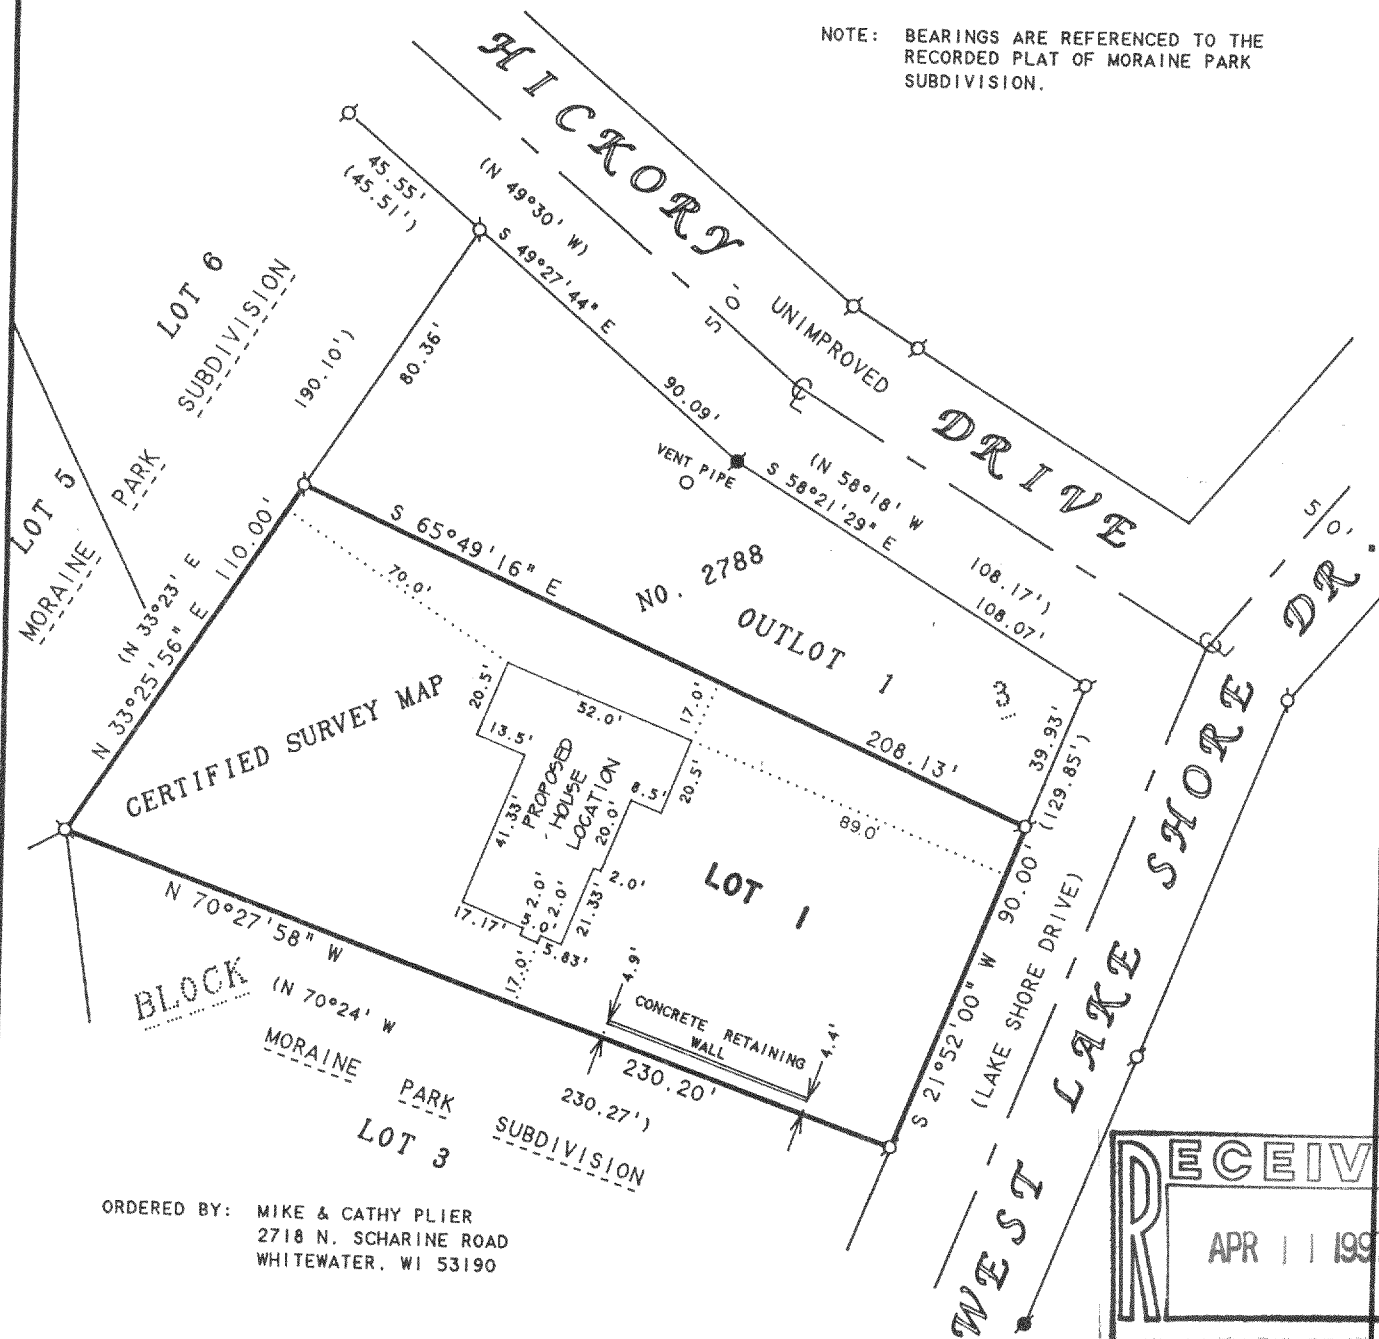 NOTE: BEARINGS ARE REFERENCED TO THE
RECORDED PLAT OF MORAINE PARK
SUBDIVISION.
HICKORY DRIVE
UNIMPROVED
50'
45.55'
(45.51')
(N 49°30' W)
S 49°27'44" E
90.09'
LOT 6
SUBDIVISION
190.10')
80.36'
VENT PIPE
(N 58°18' W
S 58°21'29" E
108.17')
108.07'
50'
LOT 5
MORAINE PARK
(N 33°23' E
N 33°25'56" E
110.00'
S 65°49'16" E
208.13'
NO. 2788
OUTLOT 1
3
39.93'
(129.85')
70.0'
CERTIFIED SURVEY MAP
20.5'
52.0'
17.0'
13.5'
PROPOSED
HOUSE
LOCATION
8.5'
20.5'
41.33'
20.0'
89.0'
2.0'
LOT 1
17.17'
2.0'
5.0'
2.0'
21.33'
5.83'
17.0'
4.9'
CONCRETE RETAINING
WALL
4.4'
N 70°27'58" W
230.20'
(N 70°24' W
230.27')
S 21°52'00" W 90.00'
(LAKE SHORE DRIVE)
WEST LAKE SHORE DR.
BLOCK
MORAINE PARK SUBDIVISION
LOT 3
ORDERED BY: MIKE & CATHY PLIER
2718 N. SCHARINE ROAD
WHITEWATER, WI 53190
RECEIV
APR 11 199